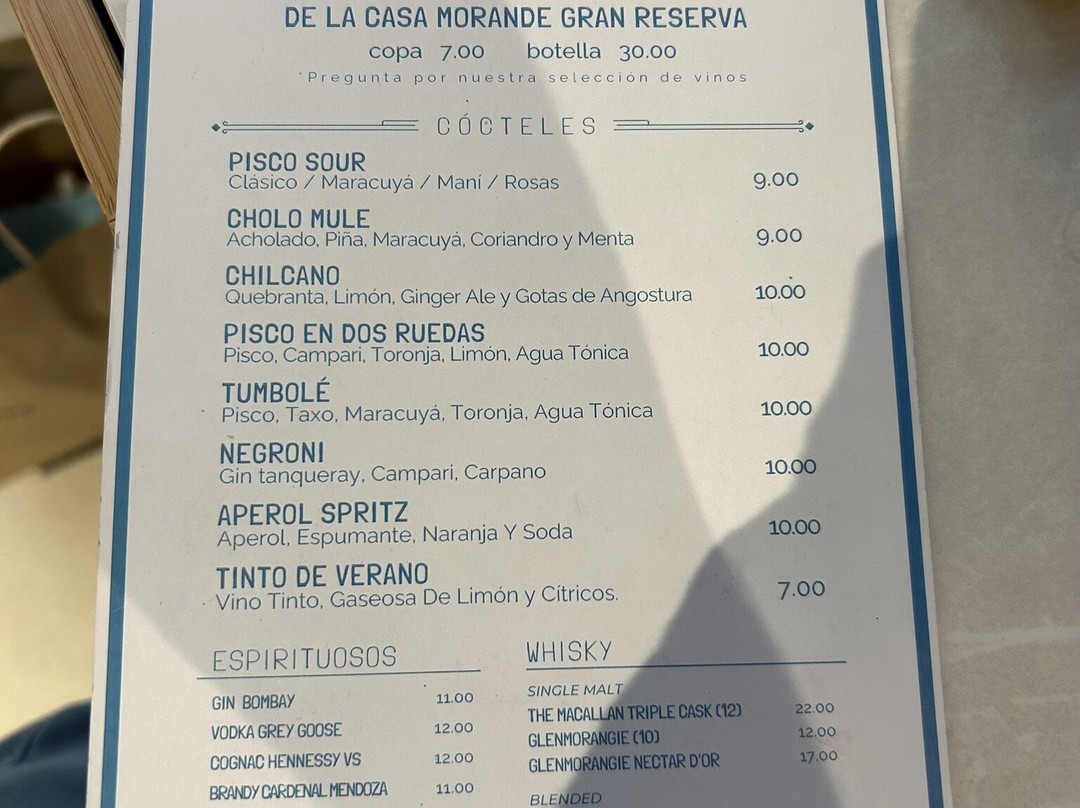 DE LA CASA MORANDE GRAN RESERVA
copa 7.00 botella 30.00
*Pregunta por nuestra selección de vinos
CÓCTELES
PISCO SOUR
Clásico / Maracuyá / Maní / Rosas 9.00
CHOLO MULE
Acholado, Piña, Maracuyá, Coriandro y Menta 9.00
CHILCANO
Quebranta, Limón, Ginger Ale y Gotas de Angostura 10.00
PISCO EN DOS RUEDAS
Pisco, Campari, Toronja, Limón, Agua Tónica 10.00
TUMBOLÉ
Pisco, Taxo, Maracuyá, Toronja, Agua Tónica 10.00
NEGRONI
Gin tanqueray, Campari, Carpano 10.00
APEROL SPRITZ
Aperol, Espumante, Naranja Y Soda 10.00
TINTO DE VERANO
Vino Tinto, Gaseosa De Limón y Cítricos. 7.00
ESPIRITUOSOS
GIN BOMBAY 11.00
VODKA GREY GOOSE 12.00
COGNAC HENNESSY VS 12.00
BRANDY CARDENAL MENDOZA 11.00
WHISKY
SINGLE MALT
THE MACALLAN TRIPLE CASK (12) 22.00
GLENMORANGIE (10) 12.00
GLENMORANGIE NECTAR D'OR 17.00
BLENDED